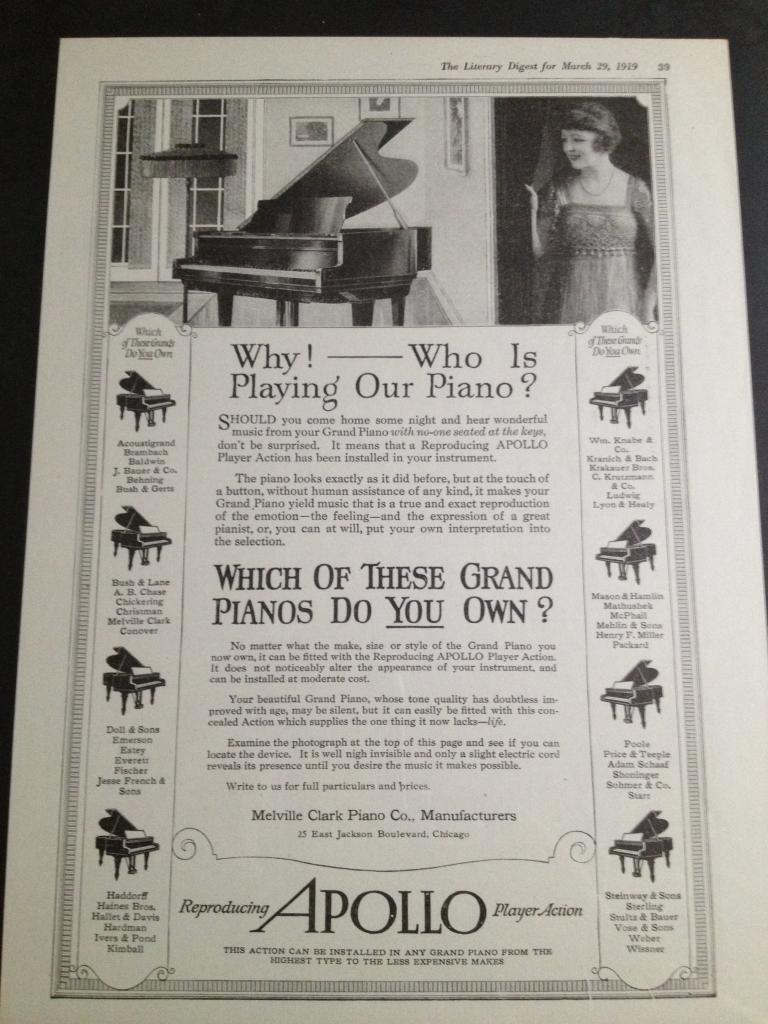 The Literary Digest for March 29, 1919 39
Which
of These Grands
Do You Own
Acoustigrand
Brambach
Baldwin
J. Bauer & Co.
Behning
Bush & Gerts
Bush & Lane
A. B. Chase
Chickering
Christman
Melville Clark
Conover
Doll & Sons
Emerson
Estey
Everett
Fischer
Jesse French &
Sons
Haddorff
Haines Bros.
Hallet & Davis
Hardman
Ivers & Pond
Kimball
Why! — Who Is
Playing Our Piano?
SHOULD you come home some night and hear wonderful
music from your Grand Piano with no-one seated at the keys,
don't be surprised. It means that a Reproducing APOLLO
Player Action has been installed in your instrument.
The piano looks exactly as it did before, but at the touch of
a button, without human assistance of any kind, it makes your
Grand Piano yield music that is a true and exact reproduction
of the emotion—the feeling—and the expression of a great
pianist, or, you can at will, put your own interpretation into
the selection.
WHICH OF THESE GRAND
PIANOS DO YOU OWN?
No matter what the make, size or style of the Grand Piano you
now own, it can be fitted with the Reproducing APOLLO Player Action.
It does not noticeably alter the appearance of your instrument, and
can be installed at moderate cost.
Your beautiful Grand Piano, whose tone quality has doubtless im-
proved with age, may be silent, but it can easily be fitted with this con-
cealed Action which supplies the one thing it now lacks—life.
Examine the photograph at the top of this page and see if you can
locate the device. It is well nigh invisible and only a slight electric cord
reveals its presence until you desire the music it makes possible.
Write to us for full particulars and prices.
Melville Clark Piano Co., Manufacturers
25 East Jackson Boulevard, Chicago
Which
of These Grands
Do You Own
Wm. Knabe &
Co.
Kranich & Bach
Krakauer Bros.
C. Krutzmann
& Co.
Ludwig
Lyon & Healy
Mason & Hamlin
Mathushek
McPhail
Mehlin & Sons
Henry F. Miller
Packard
Poole
Price & Teeple
Adam Schaaf
Shoninger
Sohmer & Co.
Starr
Steinway & Sons
Sterling
Stultz & Bauer
Vose & Sons
Weber
Wissner
Reproducing APOLLO Player Action
THIS ACTION CAN BE INSTALLED IN ANY GRAND PIANO FROM THE
HIGHEST TYPE TO THE LESS EXPENSIVE MAKES